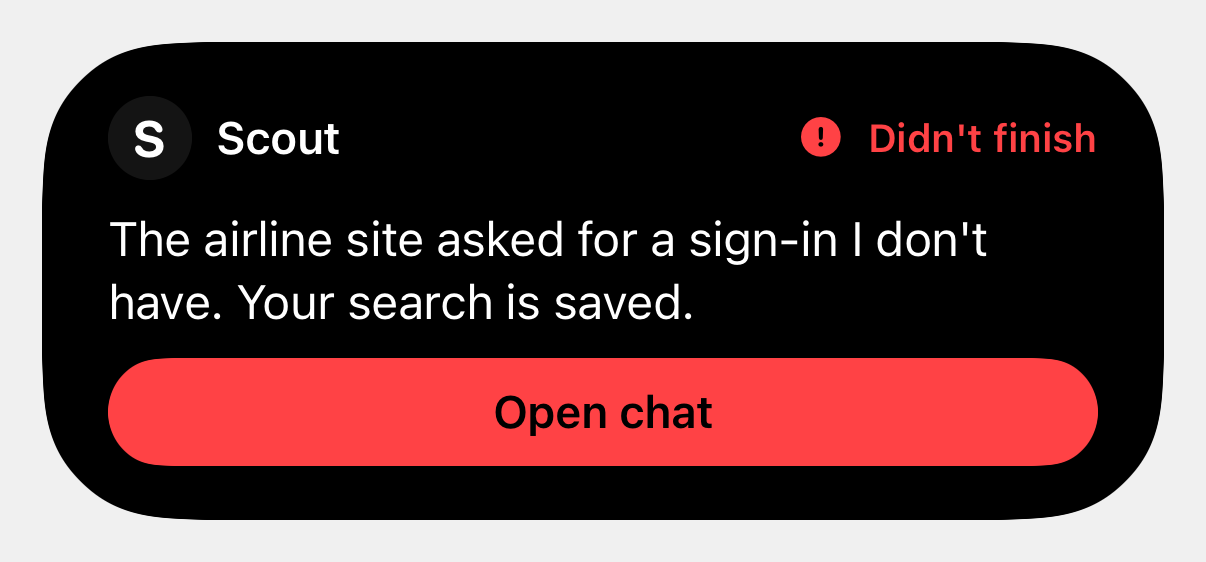 S
Scout
! Didn't finish
The airline site asked for a sign-in I don't
have. Your search is saved.
Open chat